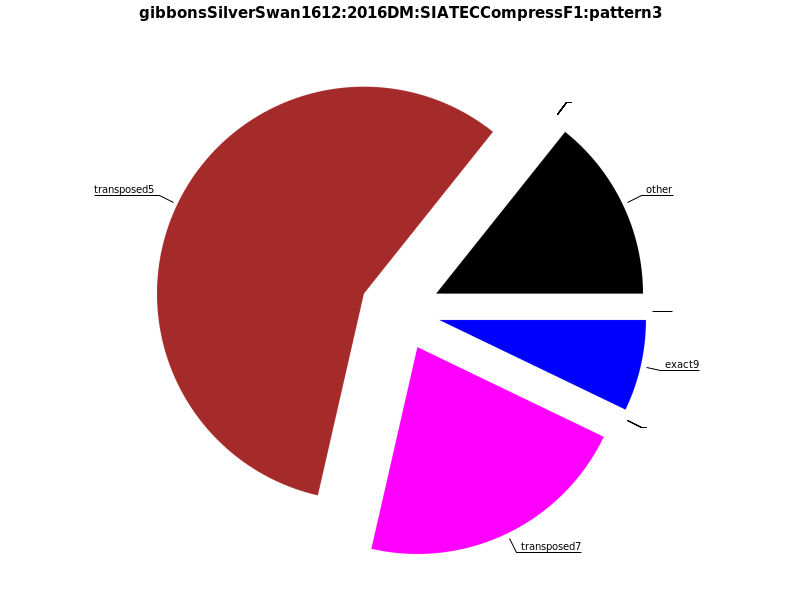 gibbonsSilverSwan1612:2016DM:SIATECCompressF1:pattern3
transposed5
other
exact9
transposed7